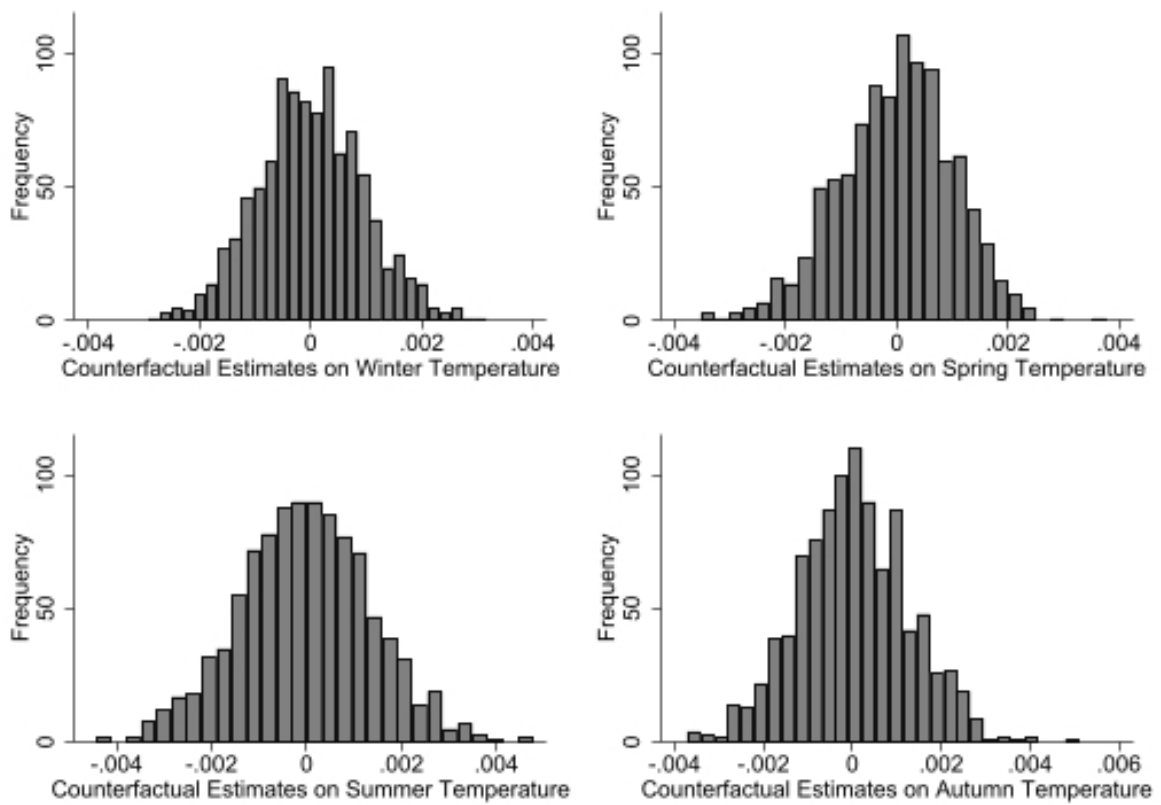 100
50
0
Frequency
-.004 -.002 0 .002 .004
Counterfactual Estimates on Winter Temperature
100
50
0
Frequency
-.004 -.002 0 .002 .004
Counterfactual Estimates on Spring Temperature
100
50
0
Frequency
-.004 -.002 0 .002 .004
Counterfactual Estimates on Summer Temperature
100
50
0
Frequency
-.004 -.002 0 .002 .004 .006
Counterfactual Estimates on Autumn Temperature